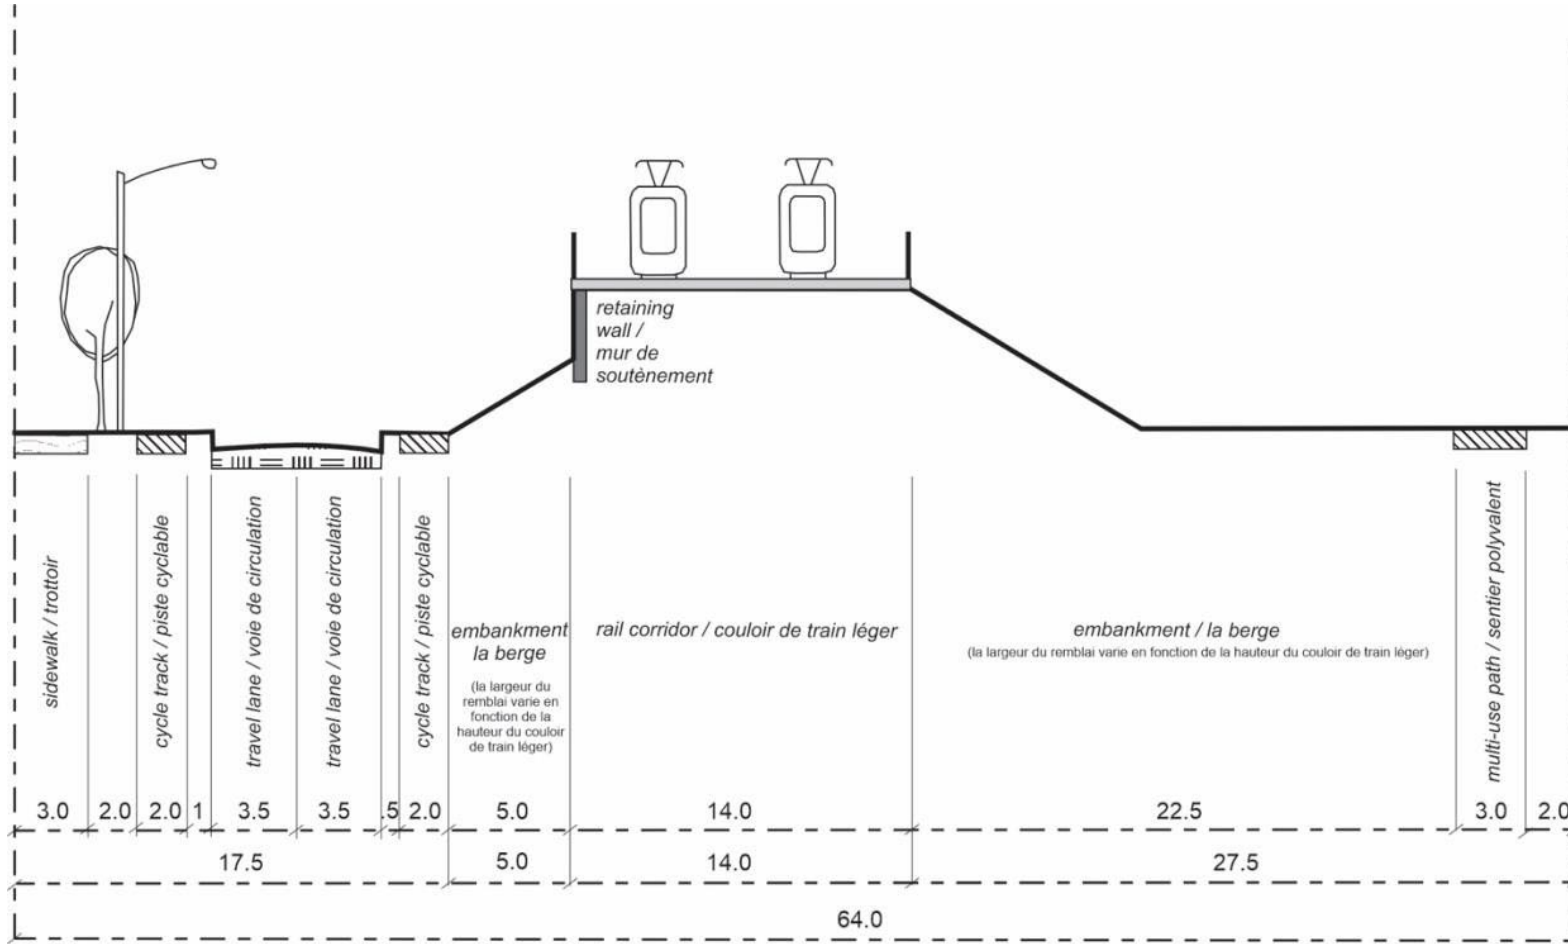 retaining
wall /
mur de
soutènement
sidewalk / trottoir
cycle track / piste cyclable
travel lane / voie de circulation
travel lane / voie de circulation
cycle track / piste cyclable
embankment
la berge
(la largeur du
remblai varie en
fonction de la
hauteur du couloir
de train léger)
rail corridor / couloir de train léger
embankment / la berge
(la largeur du remblai varie en fonction de la hauteur du couloir de train léger)
multi-use path / sentier polyvalent
3.0 2.0 2.0 1 3.5 3.5 .5 2.0 5.0 14.0 22.5 3.0 2.0
17.5 5.0 14.0 27.5
64.0